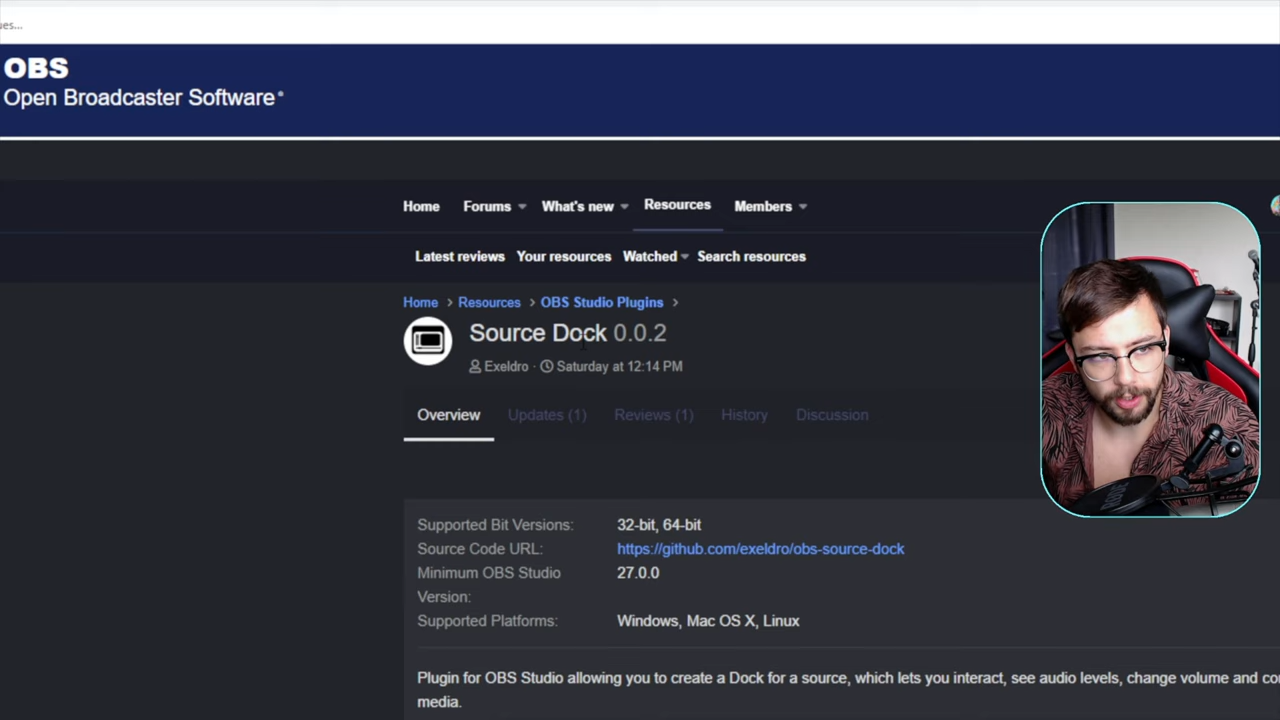 OBS
Open Broadcaster Software®
Home Forums What's new Resources Members
Latest reviews Your resources Watched Search resources
Home > Resources > OBS Studio Plugins >
Source Dock 0.0.2
Exeldro · Saturday at 12:14 PM
Overview Updates (1) Reviews (1) History Discussion
Supported Bit Versions: 32-bit, 64-bit
Source Code URL: https://github.com/exeldro/obs-source-dock
Minimum OBS Studio 27.0.0
Version:
Supported Platforms: Windows, Mac OS X, Linux
Plugin for OBS Studio allowing you to create a Dock for a source, which lets you interact, see audio levels, change volume and
media.